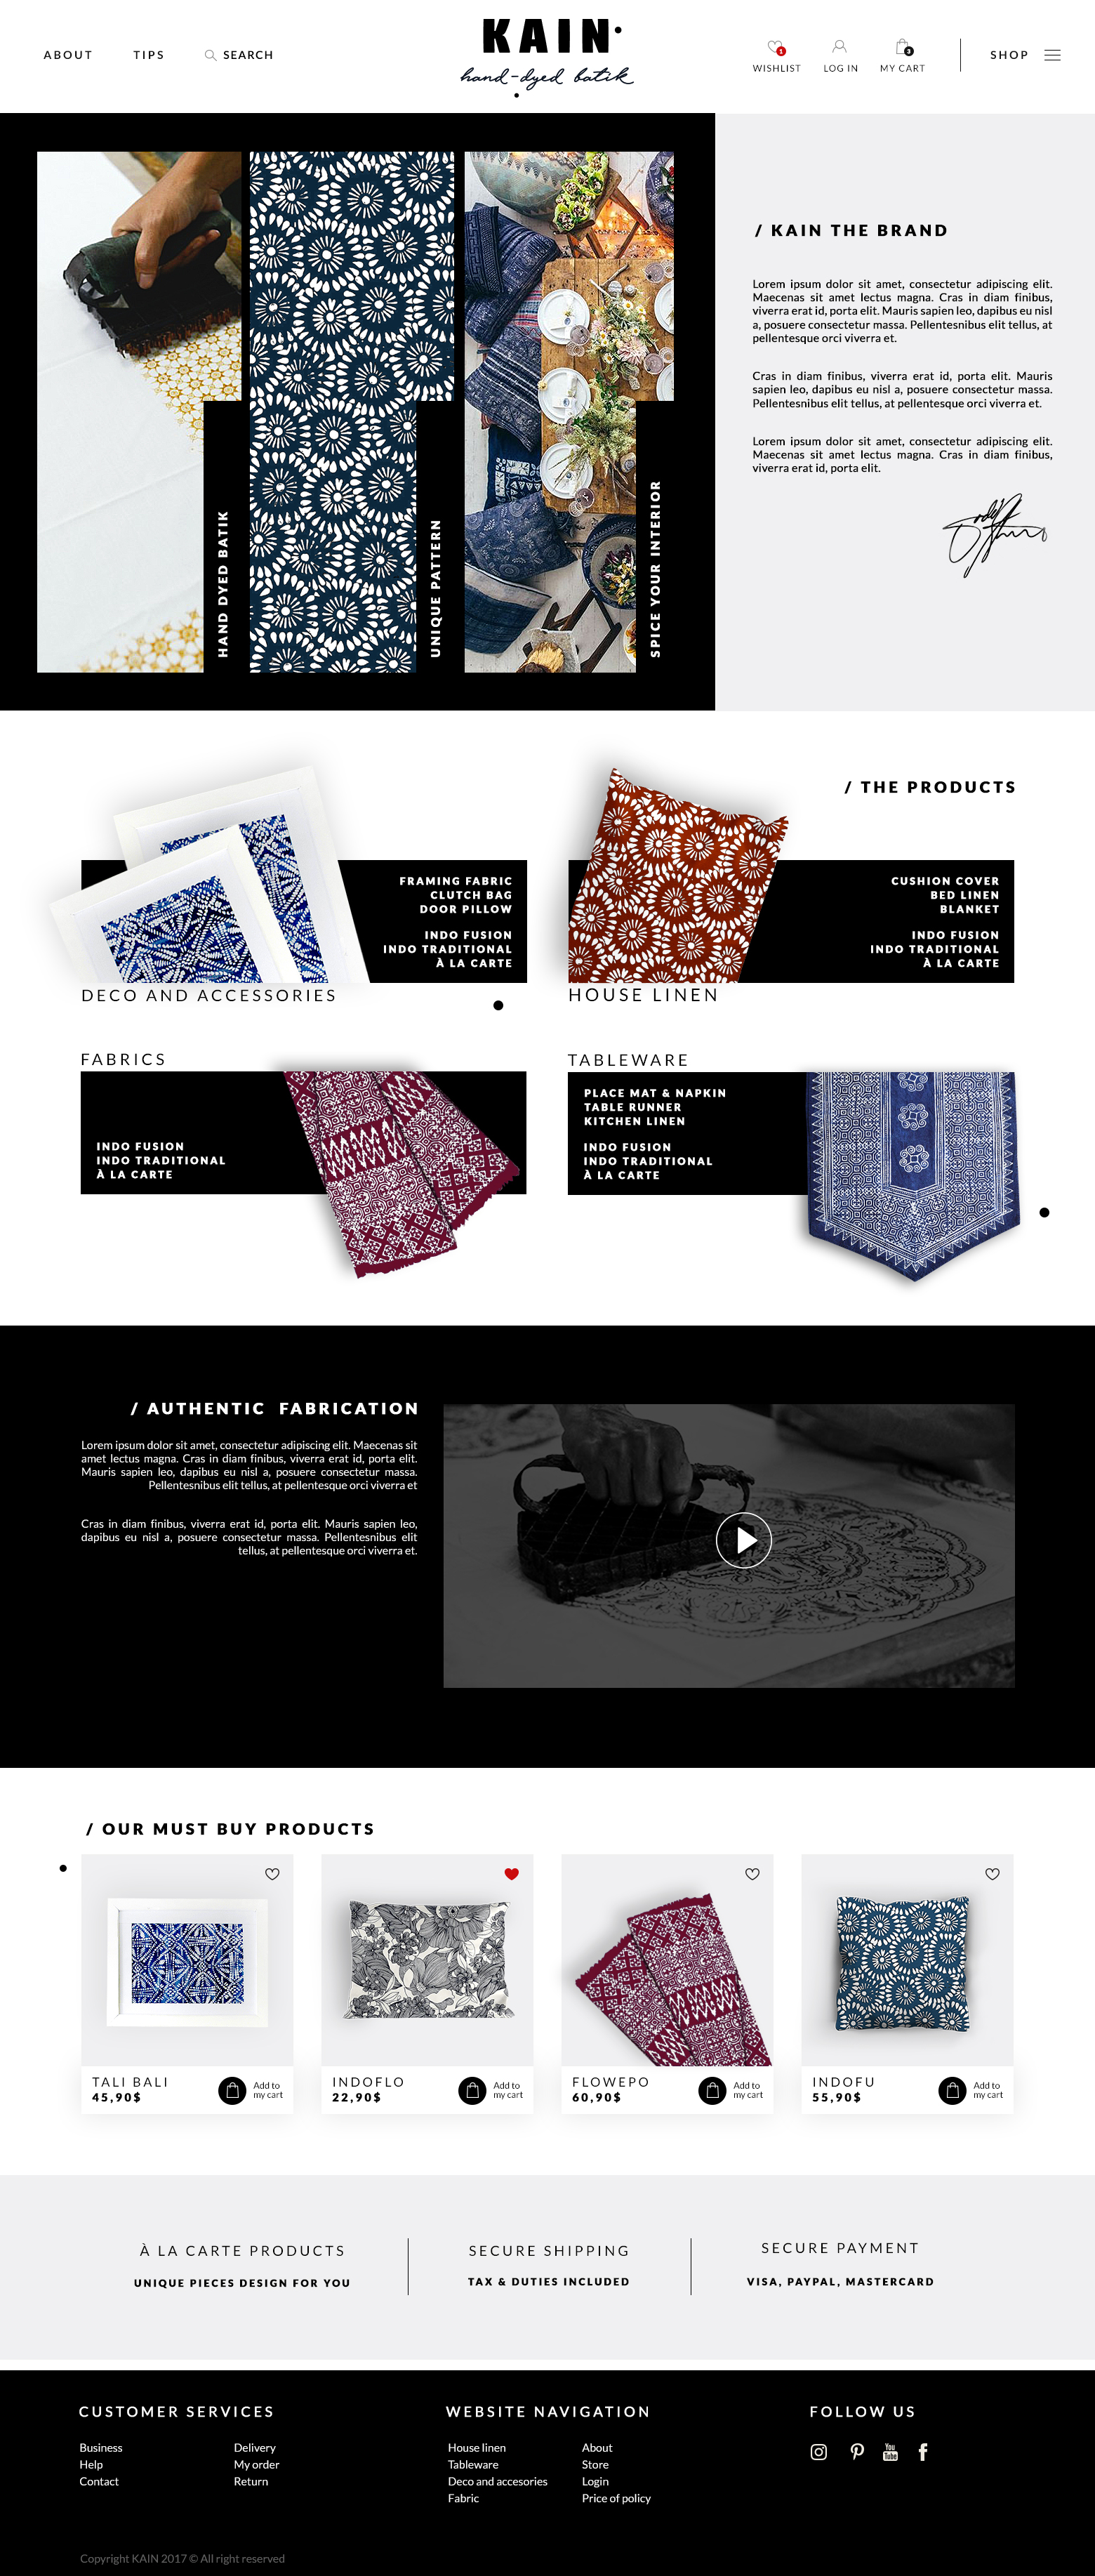 ABOUT
TIPS
SEARCH
KAIN
hand-dyed batik
1
WISHLIST
LOG IN
3
MY CART
SHOP
HAND DYED BATIK
UNIQUE PATTERN
SPICE YOUR INTERIOR
/ KAIN THE BRAND
Lorem ipsum dolor sit amet, consectetur adipiscing elit.
Maecenas sit amet lectus magna. Cras in diam finibus,
viverra erat id, porta elit. Mauris sapien leo, dapibus eu nisl
a, posuere consectetur massa. Pellentesnibus elit tellus, at
pellentesque orci viverra et.
Cras in diam finibus, viverra erat id, porta elit. Mauris
sapien leo, dapibus eu nisl a, posuere consectetur massa.
Pellentesnibus elit tellus, at pellentesque orci viverra et.
Lorem ipsum dolor sit amet, consectetur adipiscing elit.
Maecenas sit amet lectus magna. Cras in diam finibus,
viverra erat id, porta elit.
/ THE PRODUCTS
FRAMING FABRIC
CLUTCH BAG
DOOR PILLOW
INDO FUSION
INDO TRADITIONAL
À LA CARTE
DECO AND ACCESSORIES
CUSHION COVER
BED LINEN
BLANKET
INDO FUSION
INDO TRADITIONAL
À LA CARTE
HOUSE LINEN
FABRICS
INDO FUSION
INDO TRADITIONAL
À LA CARTE
TABLEWARE
PLACE MAT & NAPKIN
TABLE RUNNER
KITCHEN LINEN
INDO FUSION
INDO TRADITIONAL
À LA CARTE
/ AUTHENTIC FABRICATION
Lorem ipsum dolor sit amet, consectetur adipiscing elit. Maecenas sit
amet lectus magna. Cras in diam finibus, viverra erat id, porta elit.
Mauris sapien leo, dapibus eu nisl a, posuere consectetur massa.
Pellentesnibus elit tellus, at pellentesque orci viverra et
Cras in diam finibus, viverra erat id, porta elit. Mauris sapien leo,
dapibus eu nisl a, posuere consectetur massa. Pellentesnibus elit
tellus, at pellentesque orci viverra et.
/ OUR MUST BUY PRODUCTS
TALI BALI
45,90$
Add to
my cart
INDOFLO
22,90$
Add to
my cart
FLOWEPO
60,90$
Add to
my cart
INDOFU
55,90$
Add to
my cart
À LA CARTE PRODUCTS
UNIQUE PIECES DESIGN FOR YOU
SECURE SHIPPING
TAX & DUTIES INCLUDED
SECURE PAYMENT
VISA, PAYPAL, MASTERCARD
CUSTOMER SERVICES
Business
Help
Contact
Delivery
My order
Return
WEBSITE NAVIGATION
House linen
Tableware
Deco and accesories
Fabric
About
Store
Login
Price of policy
FOLLOW US
You
Tube
Copyright KAIN 2017 © All right reserved